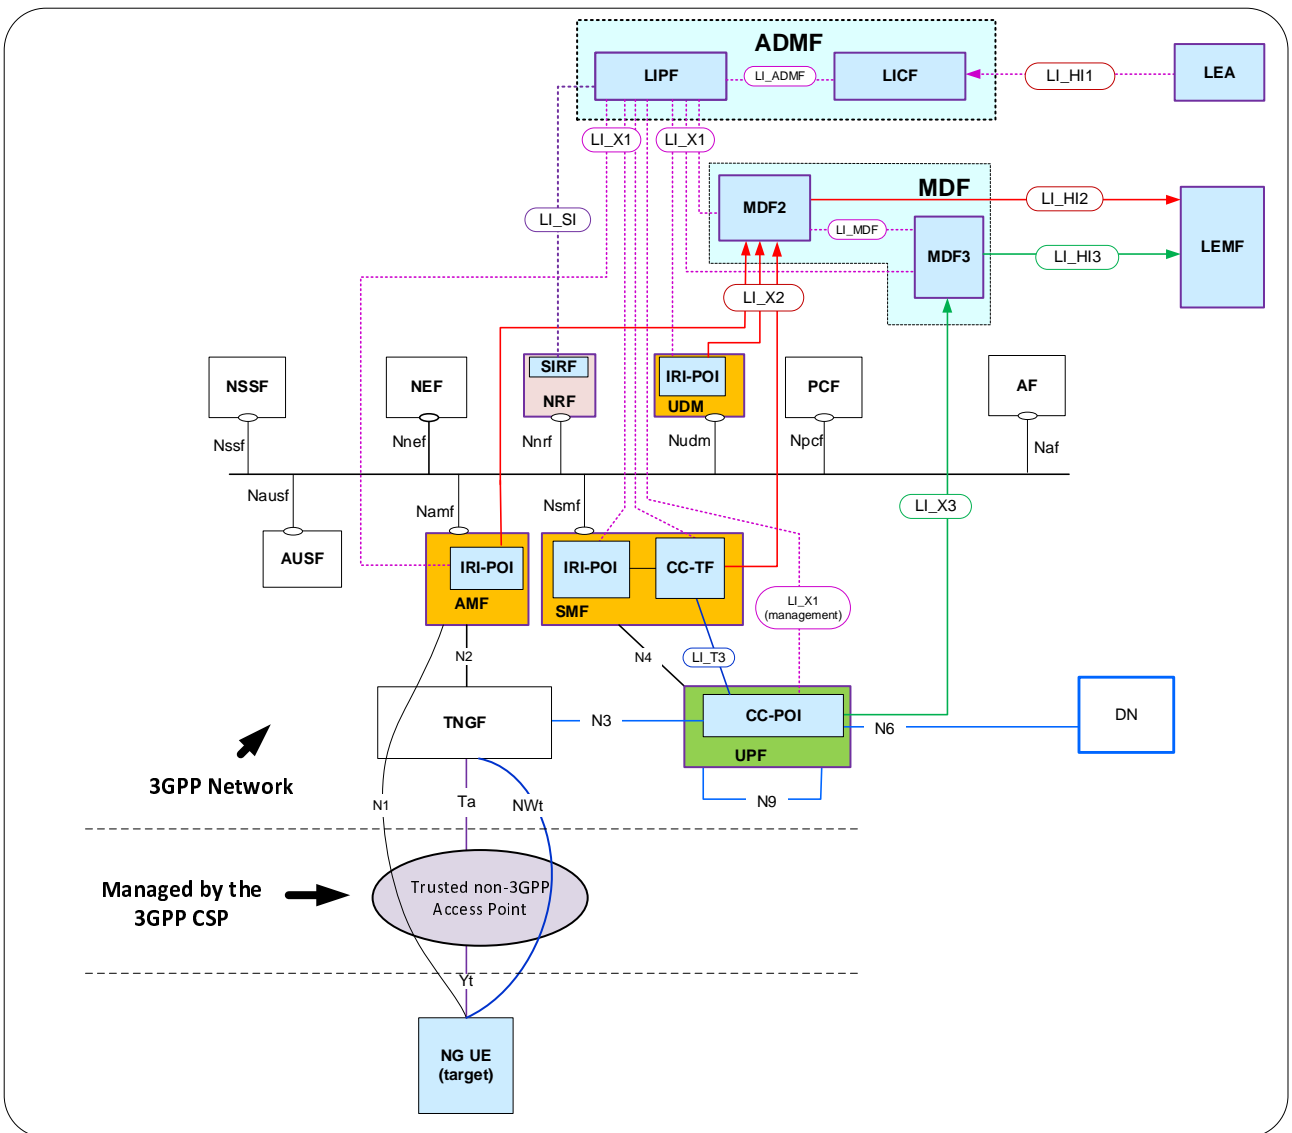 ADMF
LIPF
LI_ADMF
LICF
LI_HI1
LEA
LI_X1
LI_X1
MDF
MDF2
LI_HI2
LI_SI
LI_MDF
MDF3
LI_HI3
LEMF
LI_X2
NSSF
NEF
SIRF
NRF
IRI-POI
UDM
PCF
AF
Nssf
Nnef
Nnrf
Nudm
Npcf
Naf
Nausf
Namf
Nsmf
LI_X3
AUSF
IRI-POI
AMF
IRI-POI
CC-TF
SMF
LI_X1
(management)
N2
N4
LI_T3
TNGF
N3
CC-POI
UPF
N6
DN
3GPP Network
N1
Ta
NWt
N9
Managed by the
3GPP CSP
Trusted non-3GPP
Access Point
Yt
NG UE
(target)